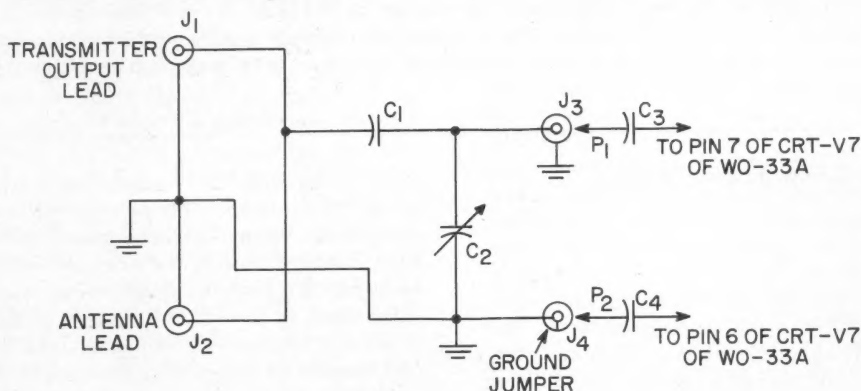 J1
TRANSMITTER
OUTPUT
LEAD
C1
J3
P1
C3
TO PIN 7 OF CRT-V7
OF WO-33A
C2
ANTENNA
LEAD
J2
P2
C4
J4
GROUND
JUMPER
TO PIN 6 OF CRT-V7
OF WO-33A